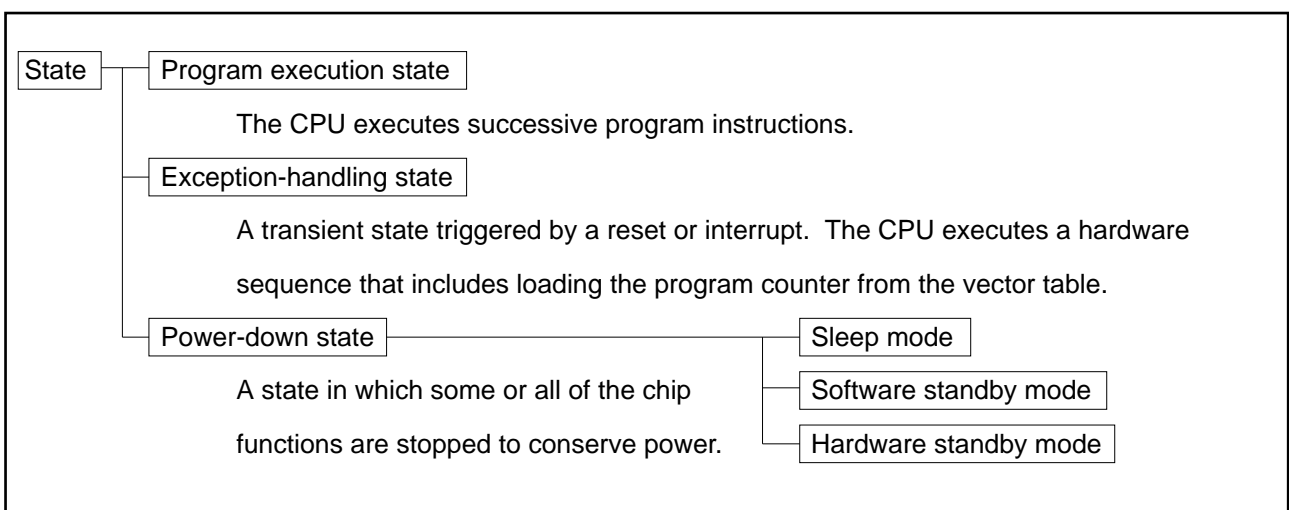 State
Program execution state
The CPU executes successive program instructions.
Exception-handling state
A transient state triggered by a reset or interrupt.  The CPU executes a hardware
sequence that includes loading the program counter from the vector table.
Power-down state
Sleep mode
A state in which some or all of the chip
Software standby mode
functions are stopped to conserve power.
Hardware standby mode